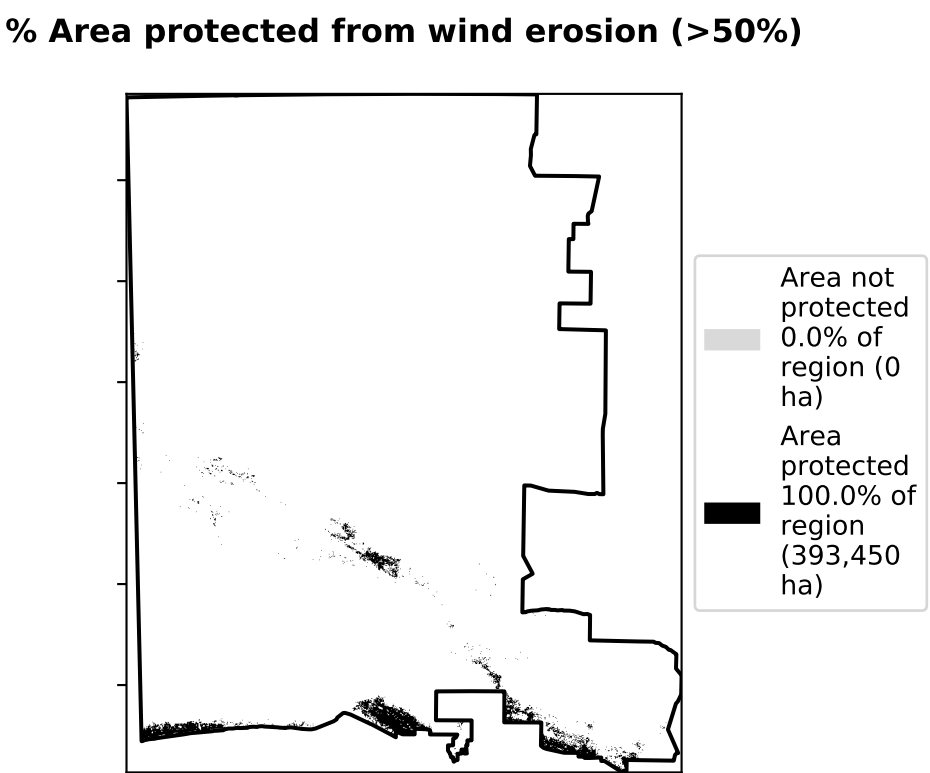 % Area protected from wind erosion (>50%)
Area not
protected
0.0% of
region (0
ha)
Area
protected
100.0% of
region
(393,450
ha)